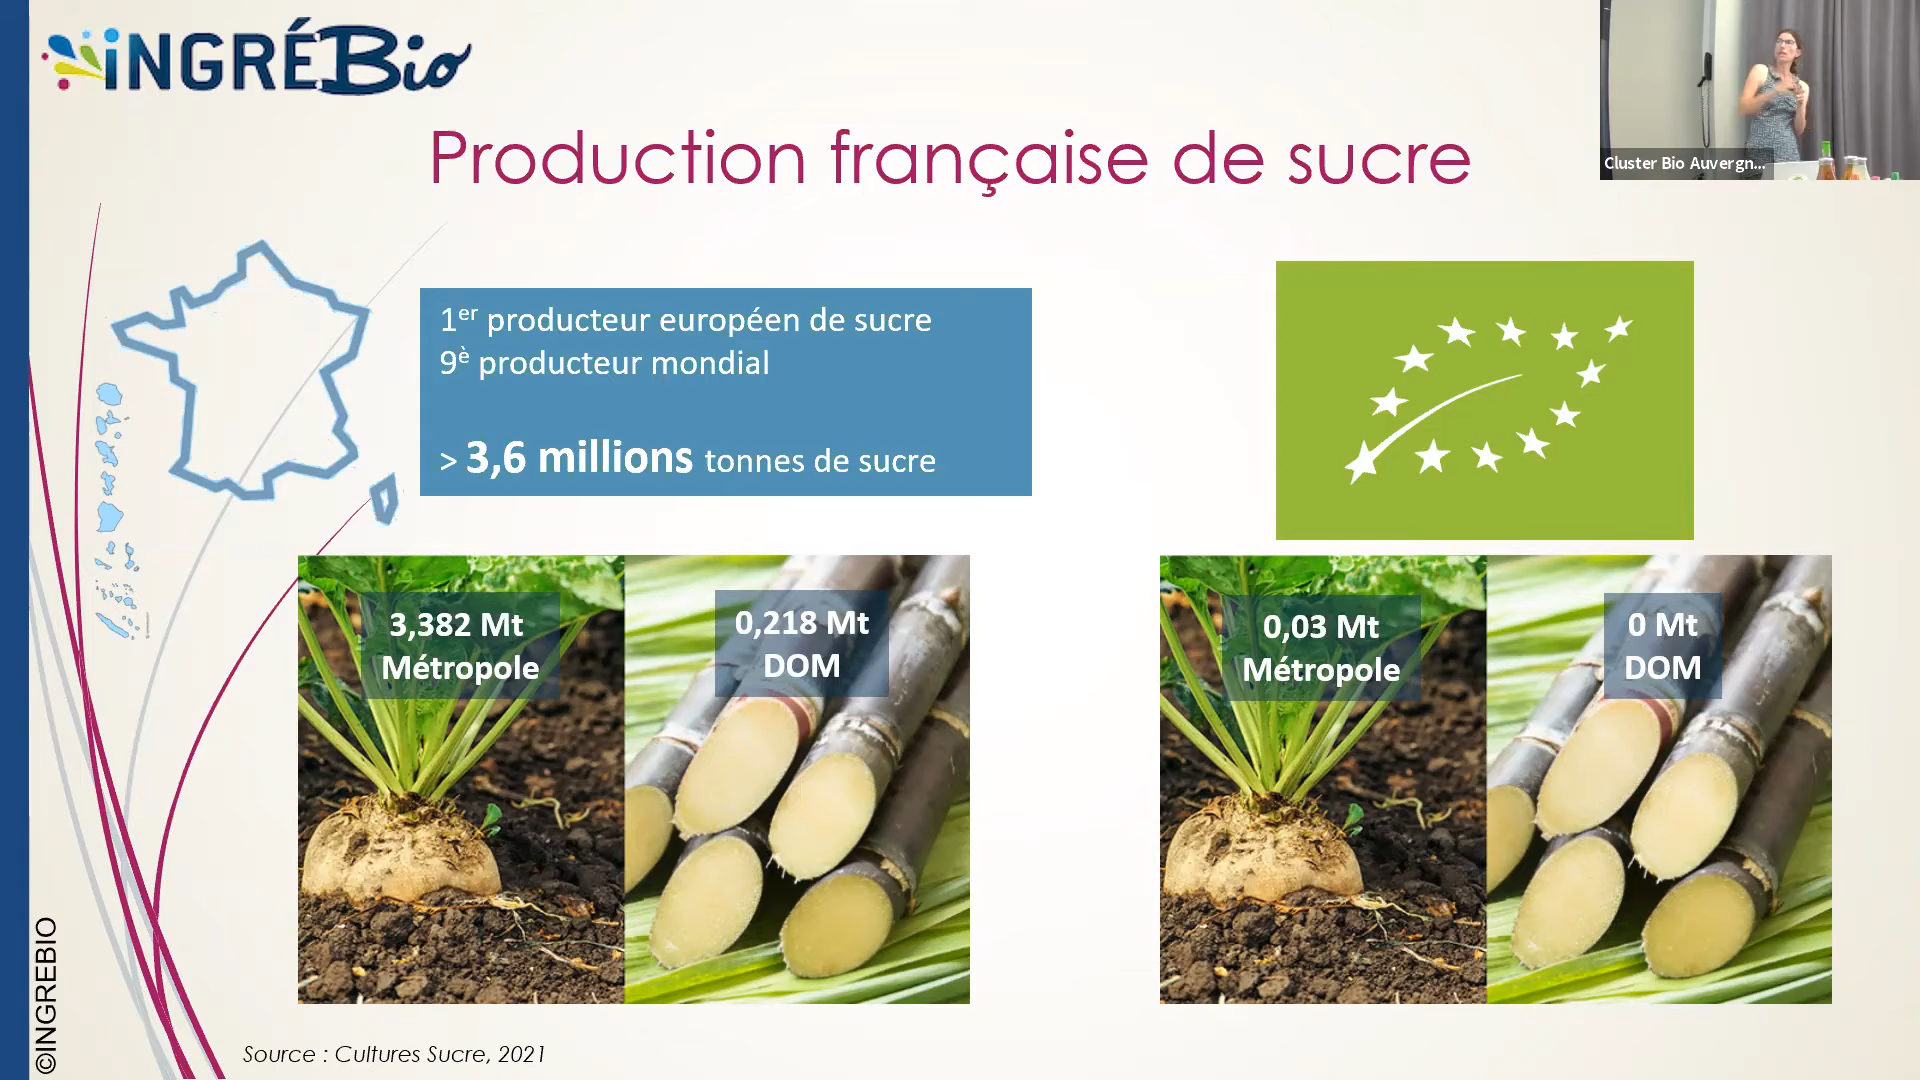 iNGRÉBio
Cluster Bio Auvergn...
Production française de sucre
1er producteur européen de sucre
9è producteur mondial
> 3,6 millions tonnes de sucre
3,382 Mt
Métropole
0,218 Mt
DOM
0,03 Mt
Métropole
0 Mt
DOM
©INGREBIO
Source : Cultures Sucre, 2021